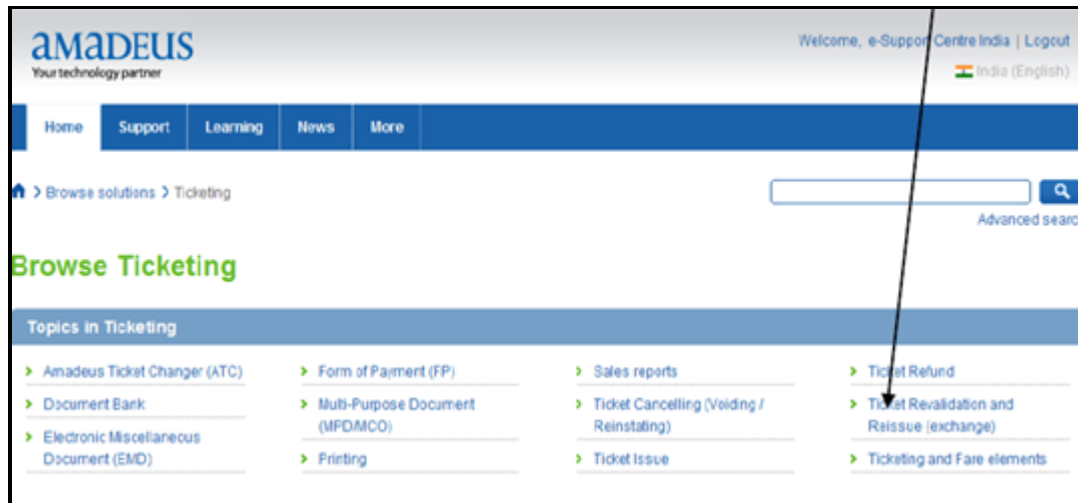 amadeus
Your technology partner
Welcome, e-Support Centre India | Logout
India (English)
Home Support Learning News More
> Browse solutions > Ticketing
Advanced searc
Browse Ticketing
Topics in Ticketing
> Amadeus Ticket Changer (ATC)
> Document Bank
> Electronic Miscellaneous
Document (EMD)
> Form of Payment (FP)
> Multi-Purpose Document
(MPD/MCO)
> Printing
> Sales reports
> Ticket Cancelling (Voiding /
Reinstating)
> Ticket Issue
> Ticket Refund
> Ticket Revalidation and
Reissue (exchange)
> Ticketing and Fare elements